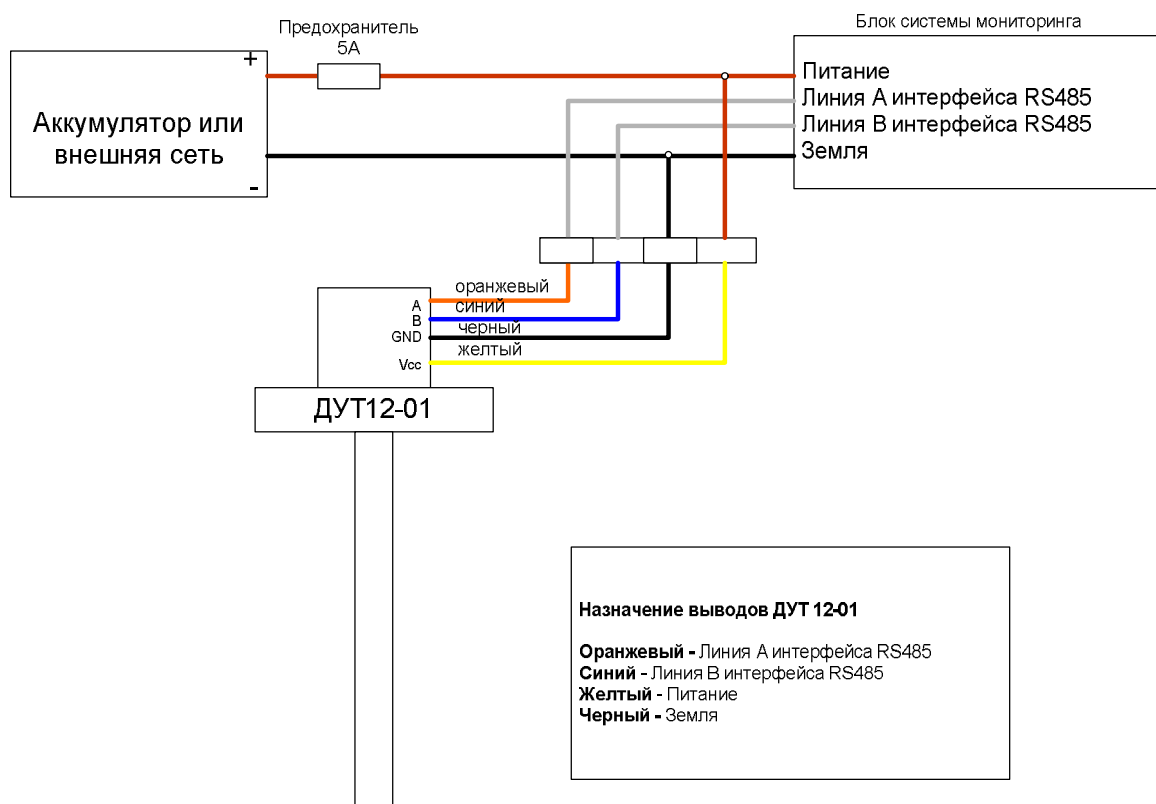 Блок системы мониторинга
Предохранитель
5А
+
Аккумулятор или
внешняя сеть
-
Питание
Линия А интерфейса RS485
Линия В интерфейса RS485
Земля
оранжевый
A
синий
B
черный
GND
желтый
Vcc
ДУТ12-01
Назначение выводов ДУТ 12-01
Оранжевый - Линия А интерфейса RS485
Синий - Линия В интерфейса RS485
Желтый - Питание
Черный - Земля